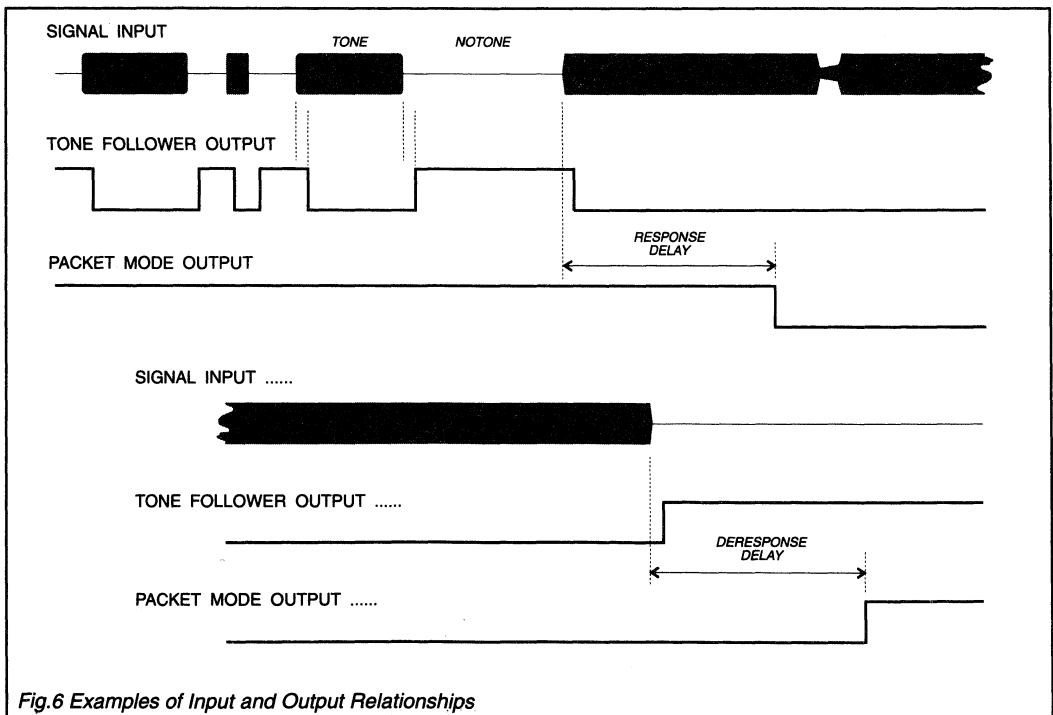 SIGNAL INPUT
TONE
NOTONE
TONE FOLLOWER OUTPUT
RESPONSE
DELAY
PACKET MODE OUTPUT
SIGNAL INPUT ......
TONE FOLLOWER OUTPUT ......
DERESPONSE
DELAY
PACKET MODE OUTPUT ......
Fig.6 Examples of Input and Output Relationships